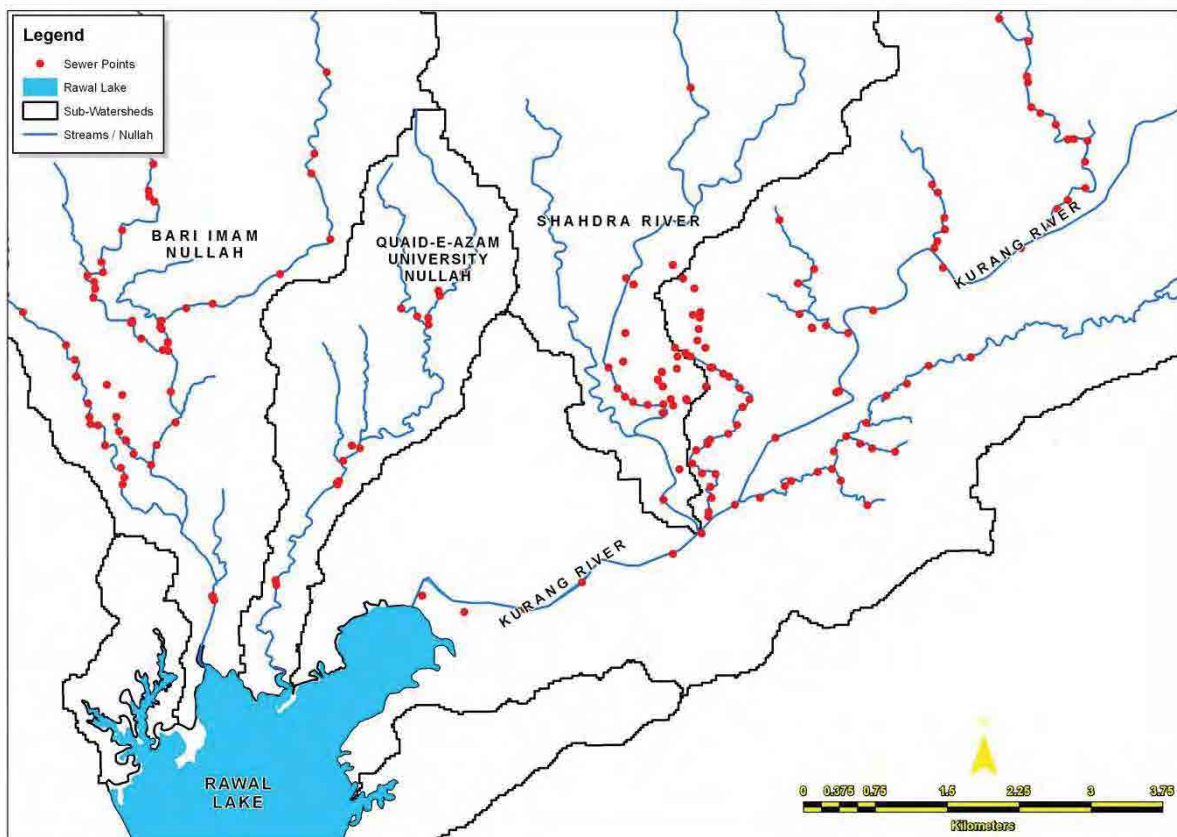 Legend
Sewer Points
Rawal Lake
Sub-Watersheds
Streams / Nullah
BARI IMAM
NULLAH
QUAID-E-AZAM
UNIVERSITY
NULLAH
SHAHDRA RIVER
KURANG RIVER
KURANG RIVER
RAWAL
LAKE
0 0.375 0.75 1.5 2.25 3 3.75
Kilometers